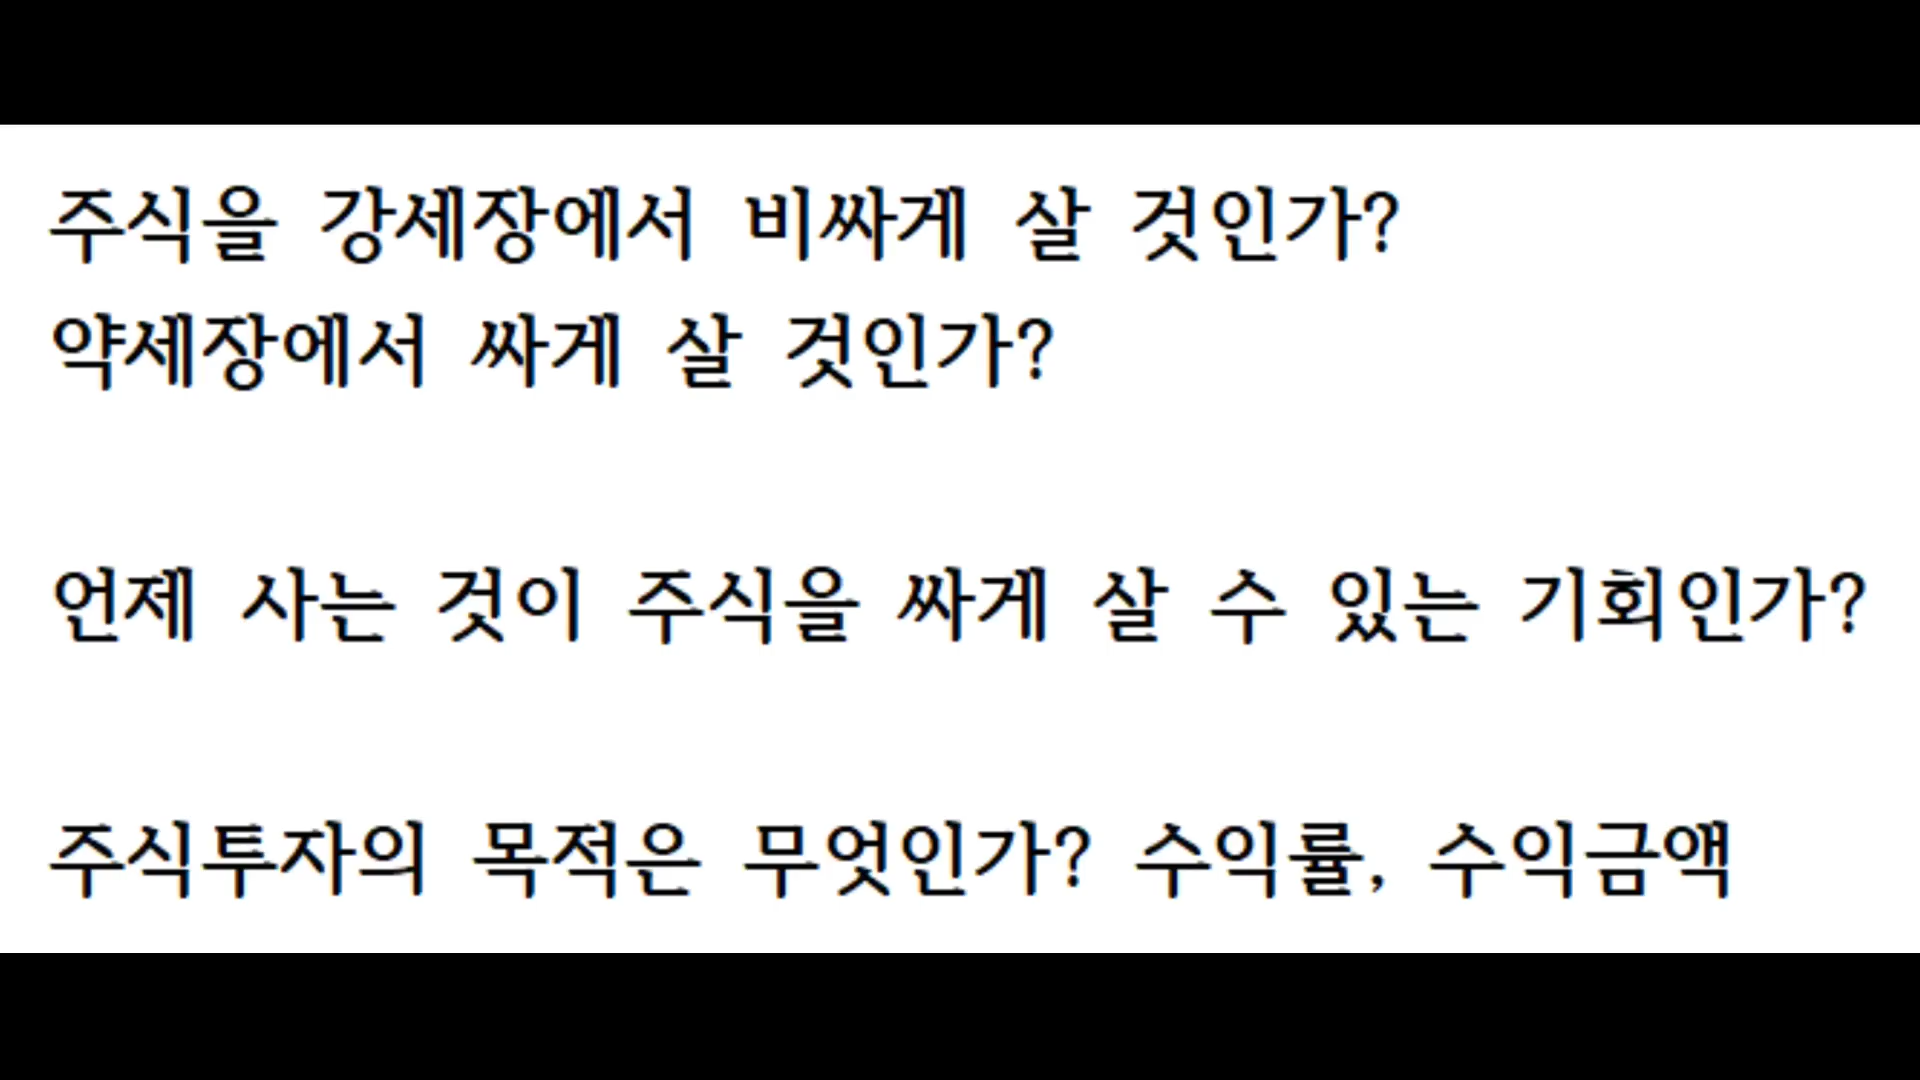 주식을 강세장에서 비싸게 살 것인가?
약세장에서 싸게 살 것인가?
언제 사는 것이 주식을 싸게 살 수 있는 기회인가?
주식투자의 목적은 무엇인가? 수익률, 수익금액